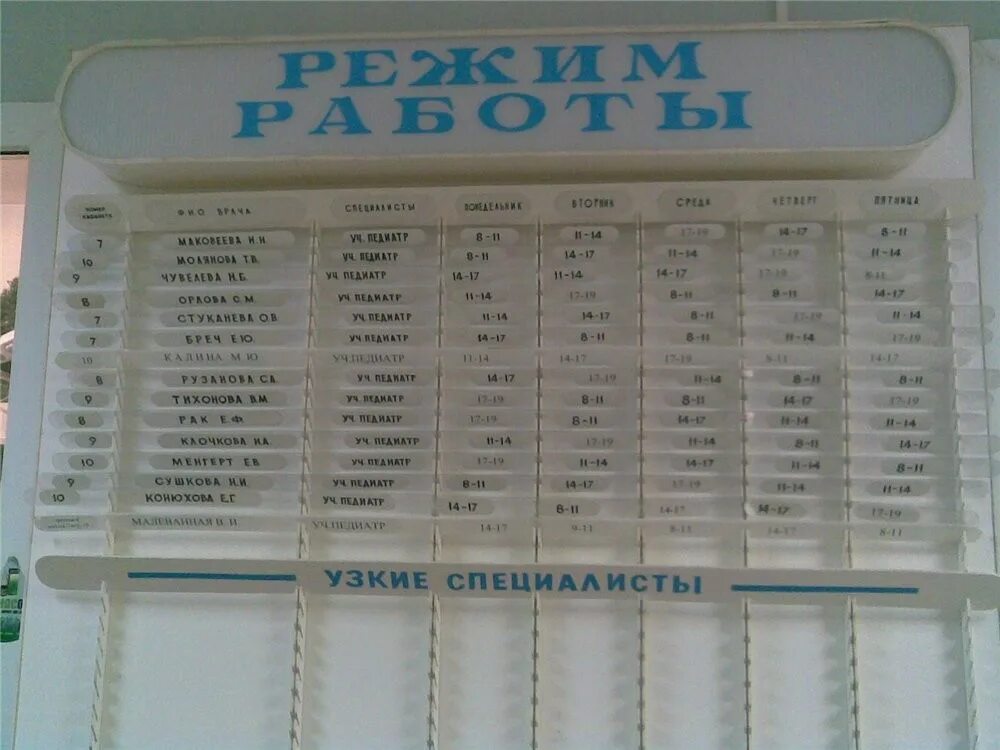 РЕЖИМ
РАБОТЫ
НОМЕР КАБИНЕТА ФИО ВРАЧА СПЕЦИАЛИСТЫ ПОНЕДЕЛЬНИК ВТОРНИК СРЕДА ЧЕТВЕРГ ПЯТНИЦА
7 МАКОВЕЕВА Н.Н. УЧ. ПЕДИАТР 8-11 11-14 17-19 14-17 8-11
10 МОЛЯНОВА Т.В. УЧ. ПЕДИАТР 8-11 14-17 11-14 17-19 11-14
9 ЧУВЕЛЕВА Н.Б. УЧ. ПЕДИАТР 14-17 11-14 14-17 17-19 8-11
8 ОРЛОВА С.М. УЧ. ПЕДИАТР 11-14 17-19 8-11 8-11 14-17
7 СТУКАНЕВА О.В. УЧ. ПЕДИАТР 11-14 14-17 8-11 17-19 11-14
7 БРЕЧ Е.Ю. УЧ. ПЕДИАТР 14-17 8-11 8-11 11-14 17-19
10 КАЛИНА М.Ю. УЧ.ПЕДИАТР 11-14 14-17 17-19 8-11 14-17
8 РУЗАНОВА С.А. УЧ. ПЕДИАТР 14-17 17-19 11-14 8-11 8-11
9 ТИХОНОВА В.М. УЧ. ПЕДИАТР 17-19 8-11 8-11 14-17 17-19
8 РАК Е.Ф. УЧ. ПЕДИАТР 17-19 8-11 14-17 11-14 11-14
9 КЛОЧКОВА Н.А. УЧ. ПЕДИАТР 11-14 17-19 11-14 8-11 14-17
10 МЕНГЕРТ Е.В. УЧ. ПЕДИАТР 17-19 11-14 14-17 11-14 8-11
9 СУШКОВА Н.И. УЧ. ПЕДИАТР 8-11 14-17 17-19 11-14 11-14
10 КОНЮХОВА Е.Г. УЧ. ПЕДИАТР 14-17 8-11 14-17 14-17 17-19
МАЛЕВАННАЯ В. И УЧ.ПЕДИАТР 14-17 9-11 8-11 14-17 8-11
УЗКИЕ СПЕЦИАЛИСТЫ